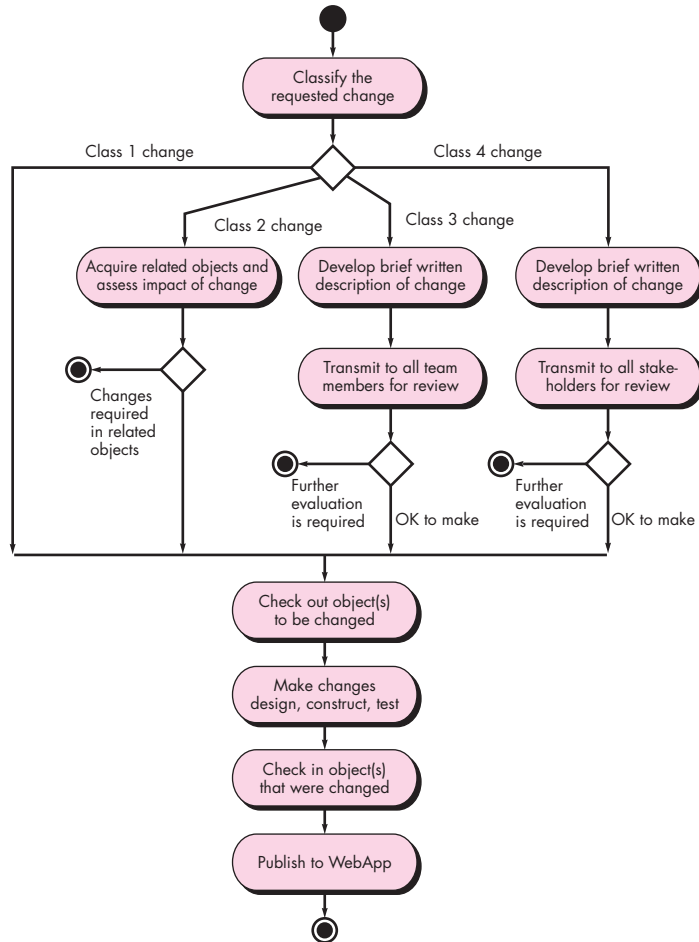 Classify the
requested change
Class 1 change
Class 4 change
Class 2 change
Class 3 change
Acquire related objects and
assess impact of change
Develop brief written
description of change
Develop brief written
description of change
Transmit to all team
members for review
Transmit to all stake-
holders for review
Changes
required
in related
objects
Further
evaluation
is required
OK to make
Further
evaluation
is required
OK to make
Check out object(s)
to be changed
Make changes
design, construct, test
Check in object(s)
that were changed
Publish to WebApp